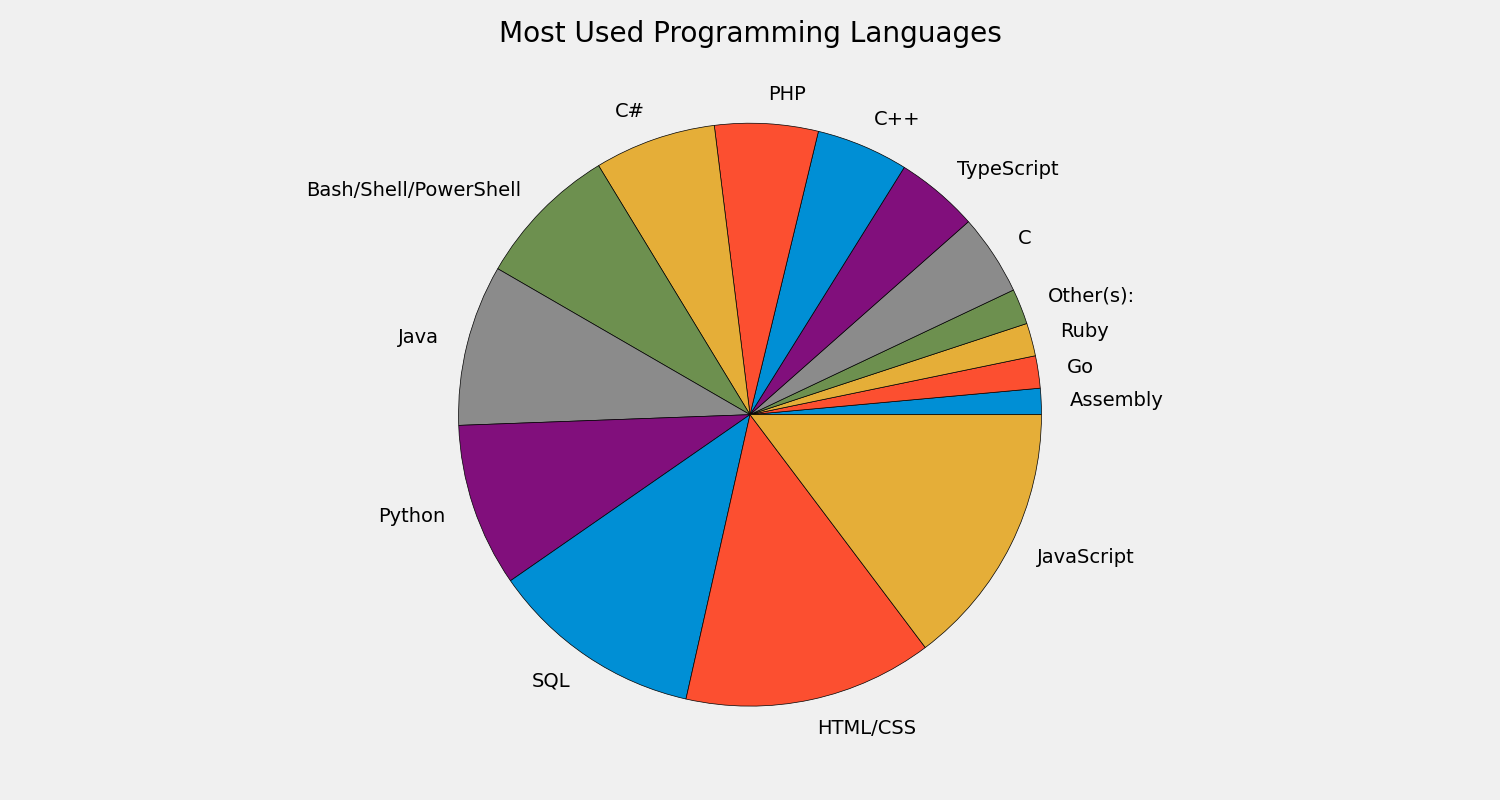 Most Used Programming Languages
PHP
C#
C++
TypeScript
Bash/Shell/PowerShell
C
Other(s):
Ruby
Java
Go
Assembly
Python
JavaScript
SQL
HTML/CSS